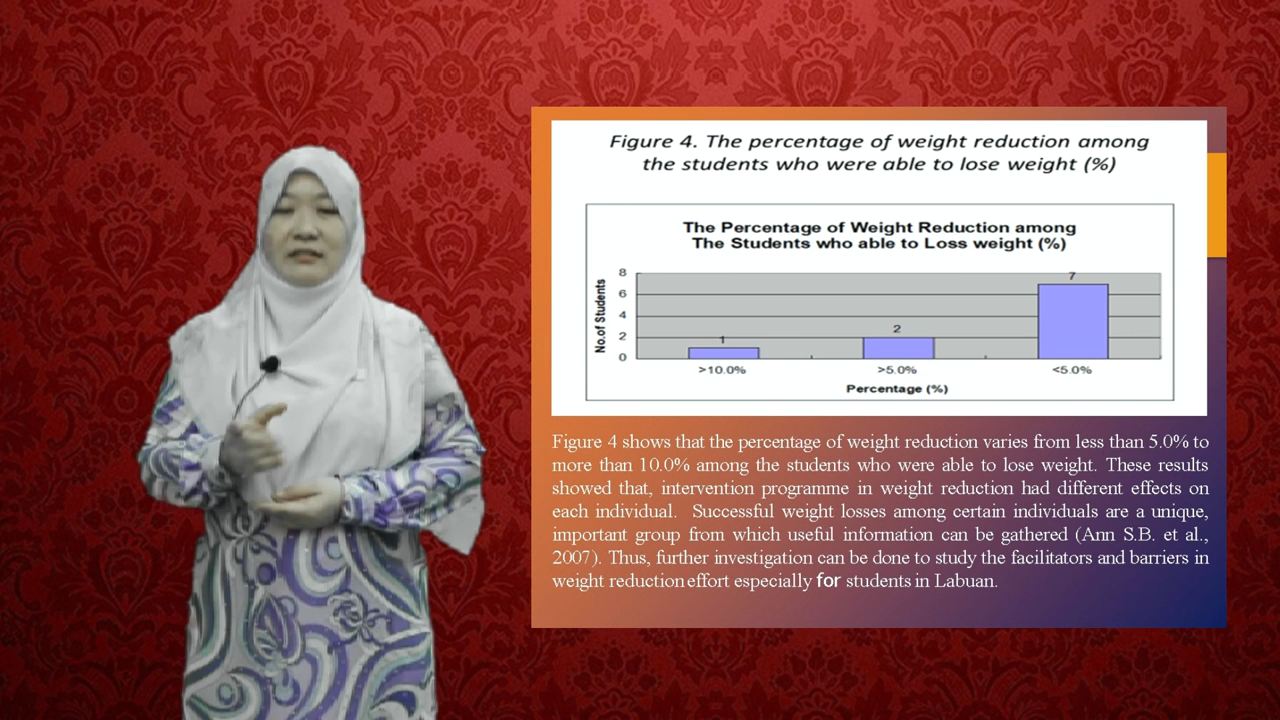 Figure 4. The percentage of weight reduction among
the students who were able to lose weight (%)
The Percentage of Weight Reduction among
The Students who able to Loss weight (%)
No.of Students
8
6
4
2
0
1
2
7
>10.0%
>5.0%
<5.0%
Percentage (%)
Figure 4 shows that the percentage of weight reduction varies from less than 5.0% to
more than 10.0% among the students who were able to lose weight. These results
showed that, intervention programme in weight reduction had different effects on
each individual. Successful weight losses among certain individuals are a unique,
important group from which useful information can be gathered (Ann S.B. et al.,
2007). Thus, further investigation can be done to study the facilitators and barriers in
weight reduction effort especially for students in Labuan.